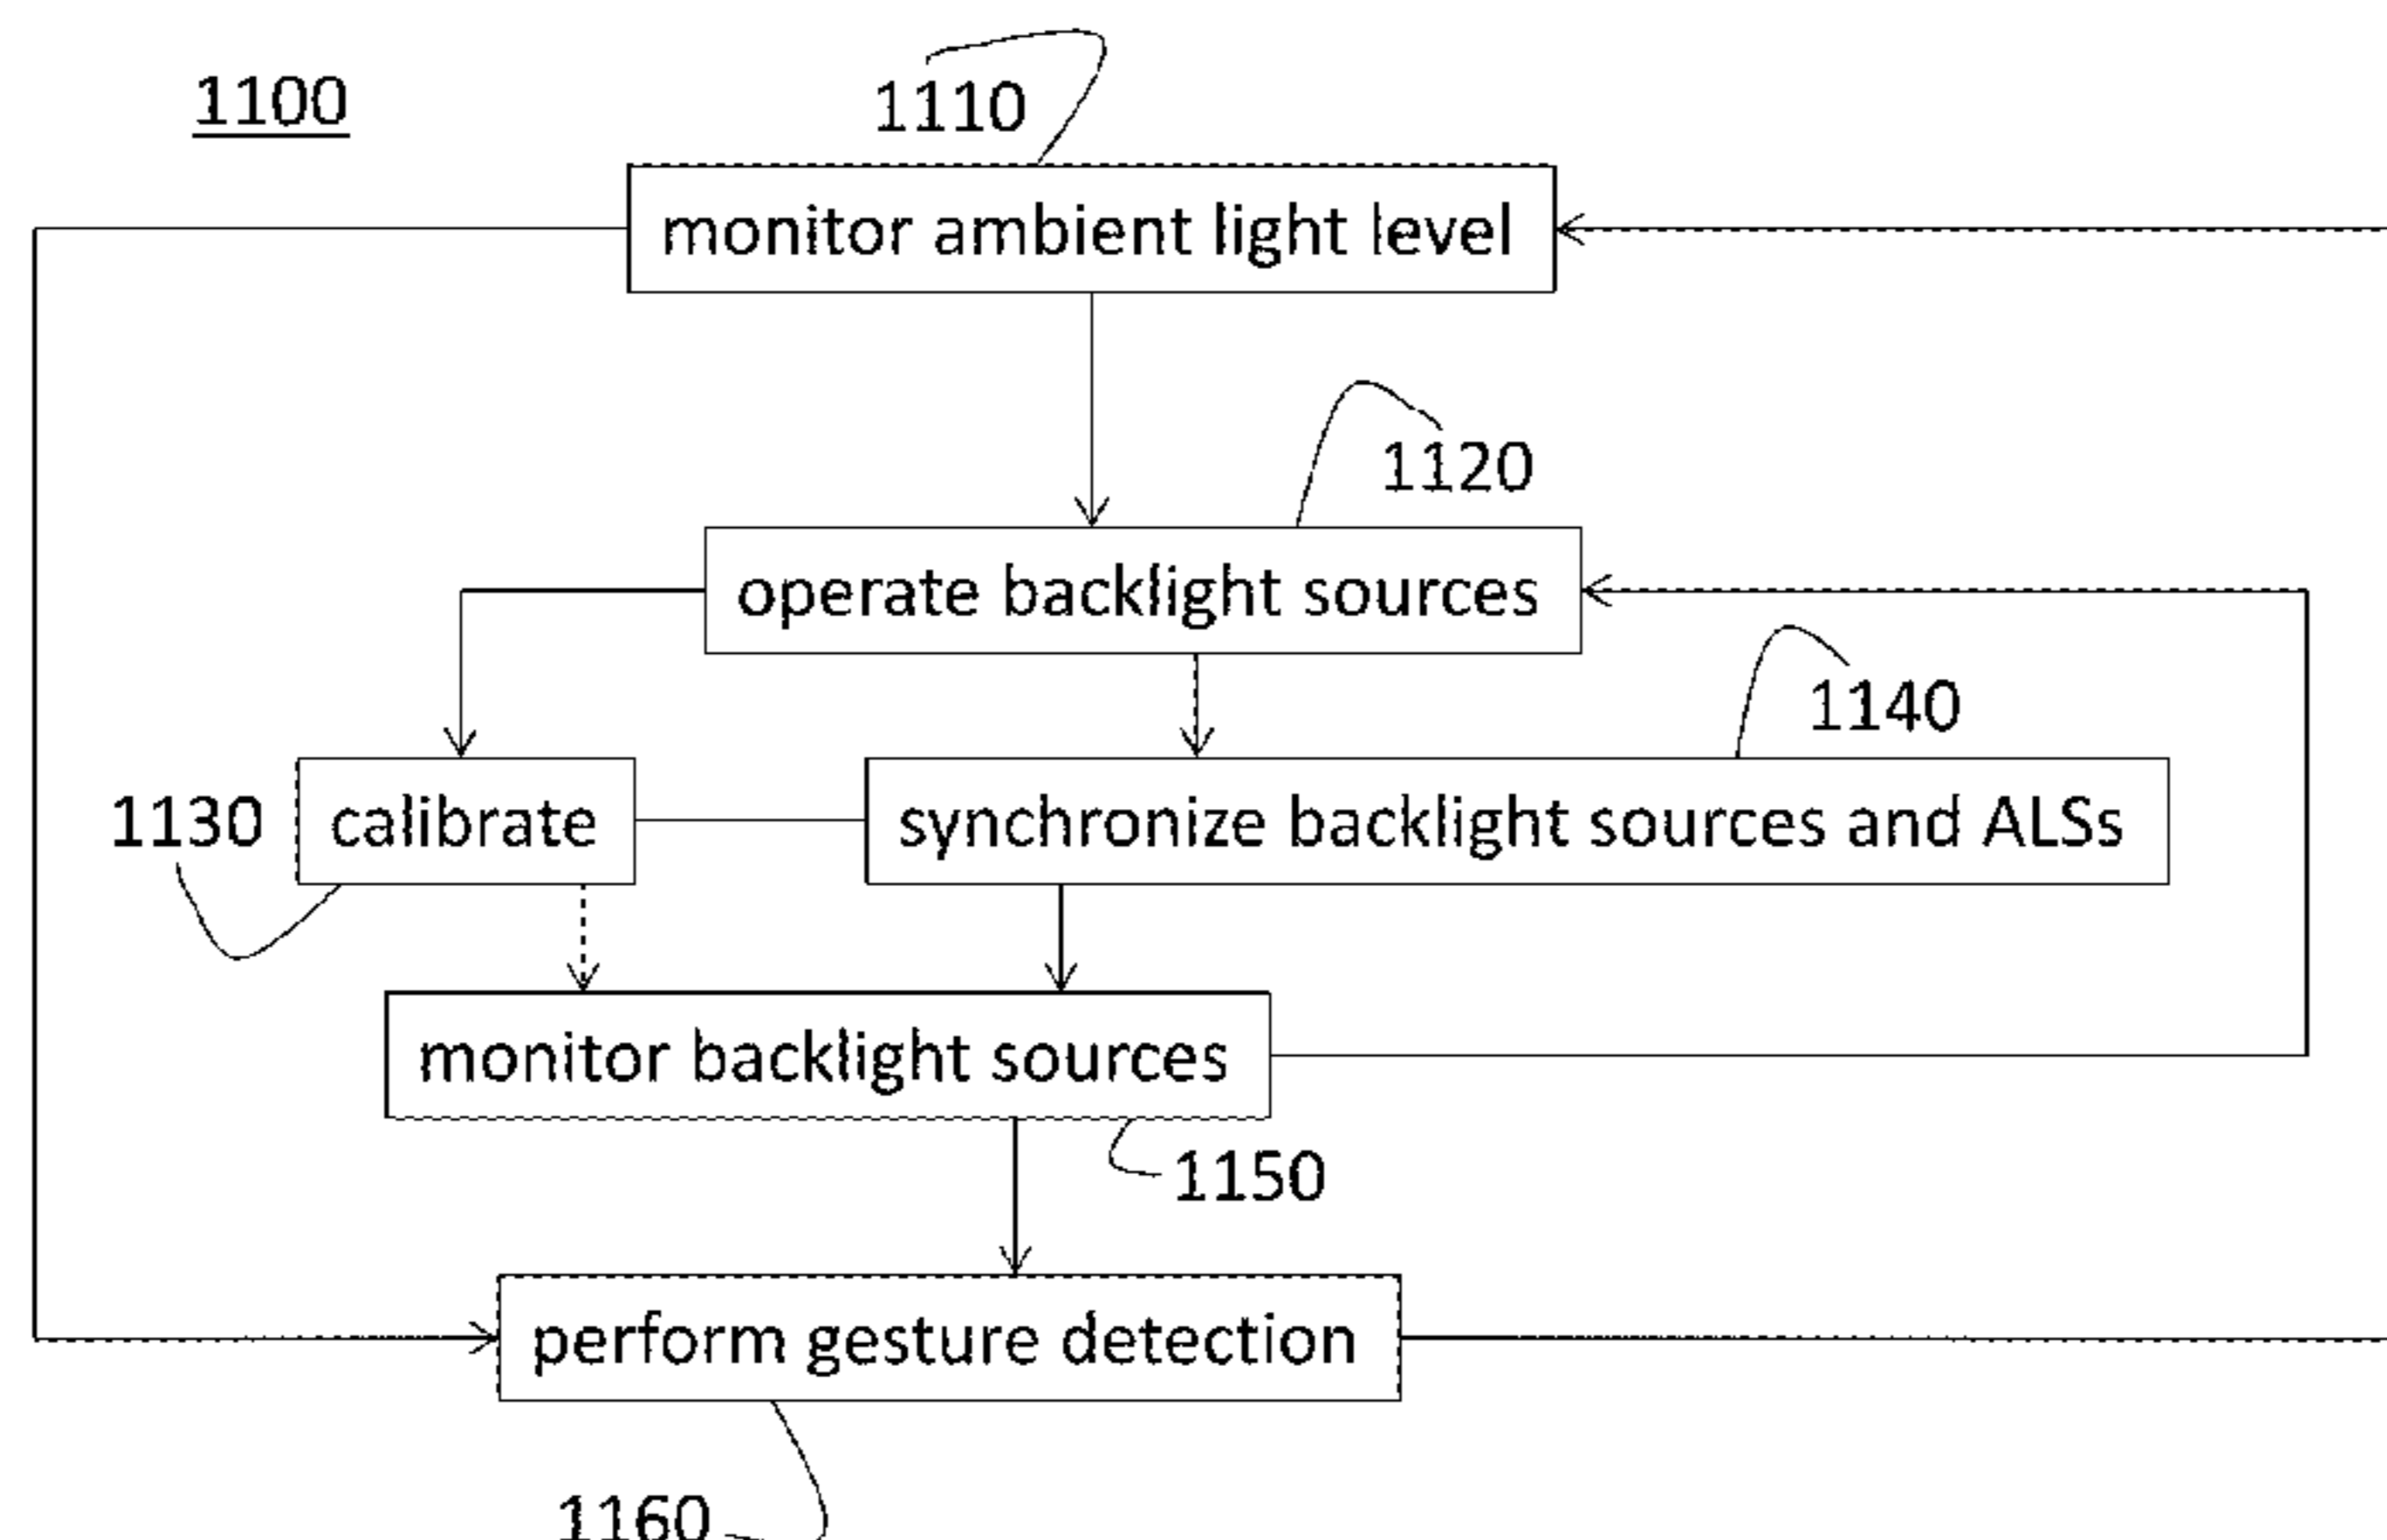 1100
1110
monitor ambient light level
1120
operate backlight sources
1140
1130
calibrate
synchronize backlight sources and ALSs
monitor backlight sources
1150
perform gesture detection
1160